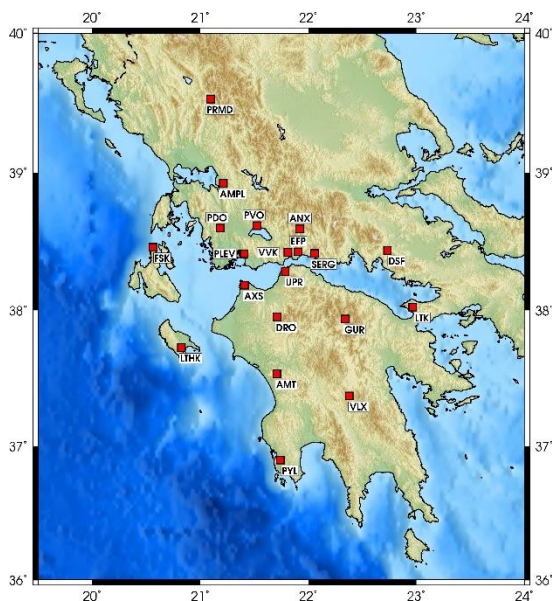 20˚ 21˚ 22˚ 23˚ 24˚
40˚ 40˚
PRMD
39˚ 39˚
AMPL
PDO PVO ANX
EFP
FSK PLEV VVK SERG DSF
UPR
38˚ 38˚
AXS LTK
DRO GUR
LTHK
AMT
VLX
37˚ 37˚
PYL
36˚ 36˚
20˚ 21˚ 22˚ 23˚ 24˚